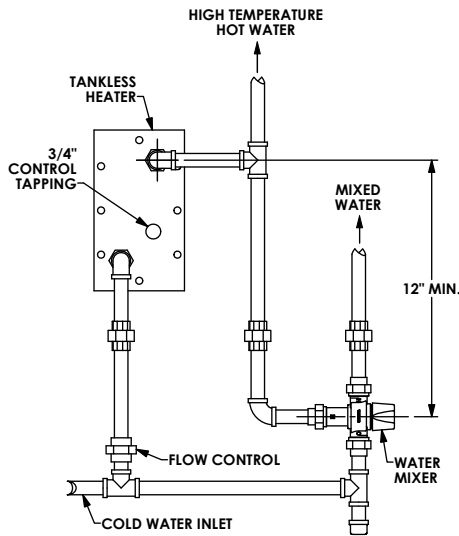 HIGH TEMPERATURE
HOT WATER
TANKLESS
HEATER
3/4"
CONTROL
TAPPING
MIXED
WATER
12" MIN.
FLOW CONTROL
WATER
MIXER
COLD WATER INLET